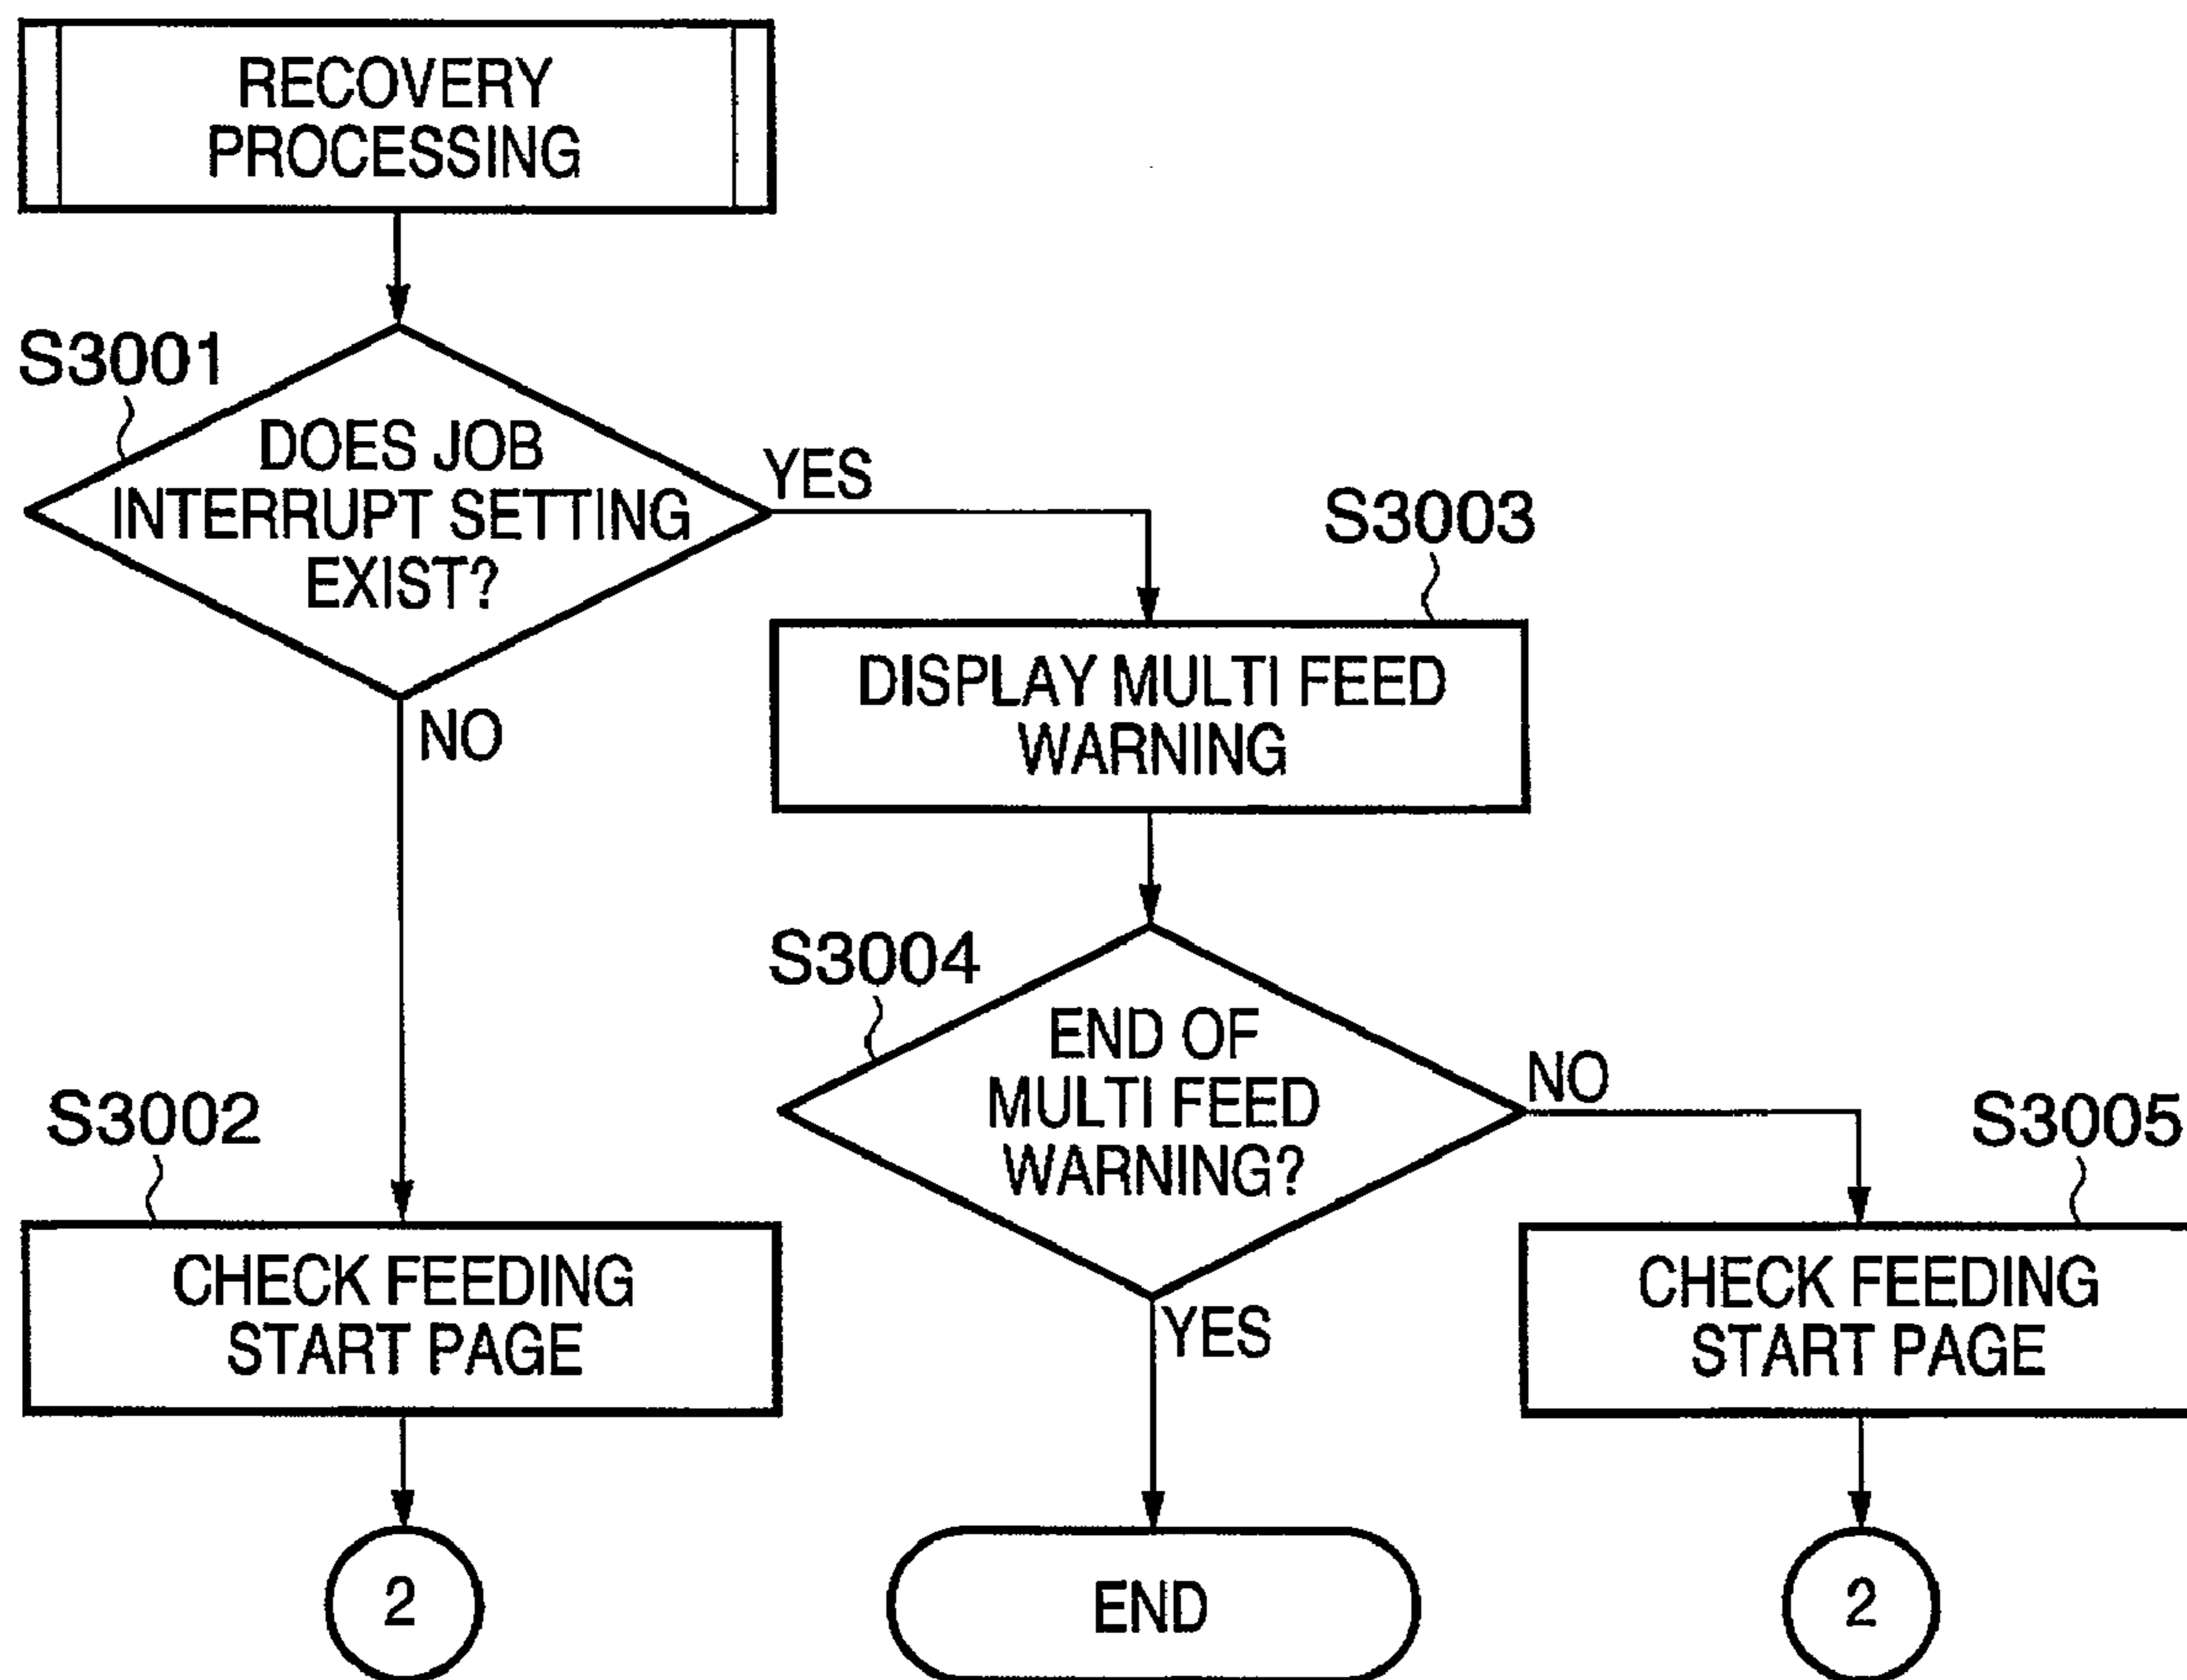 RECOVERY
PROCESSING
S3001
DOES JOB
INTERRUPT SETTING
EXIST?
YES
NO
S3003
DISPLAY MULTI FEED
WARNING
S3004
END OF
MULTI FEED
WARNING?
NO
YES
S3002
CHECK FEEDING
START PAGE
S3005
CHECK FEEDING
START PAGE
2
END
2